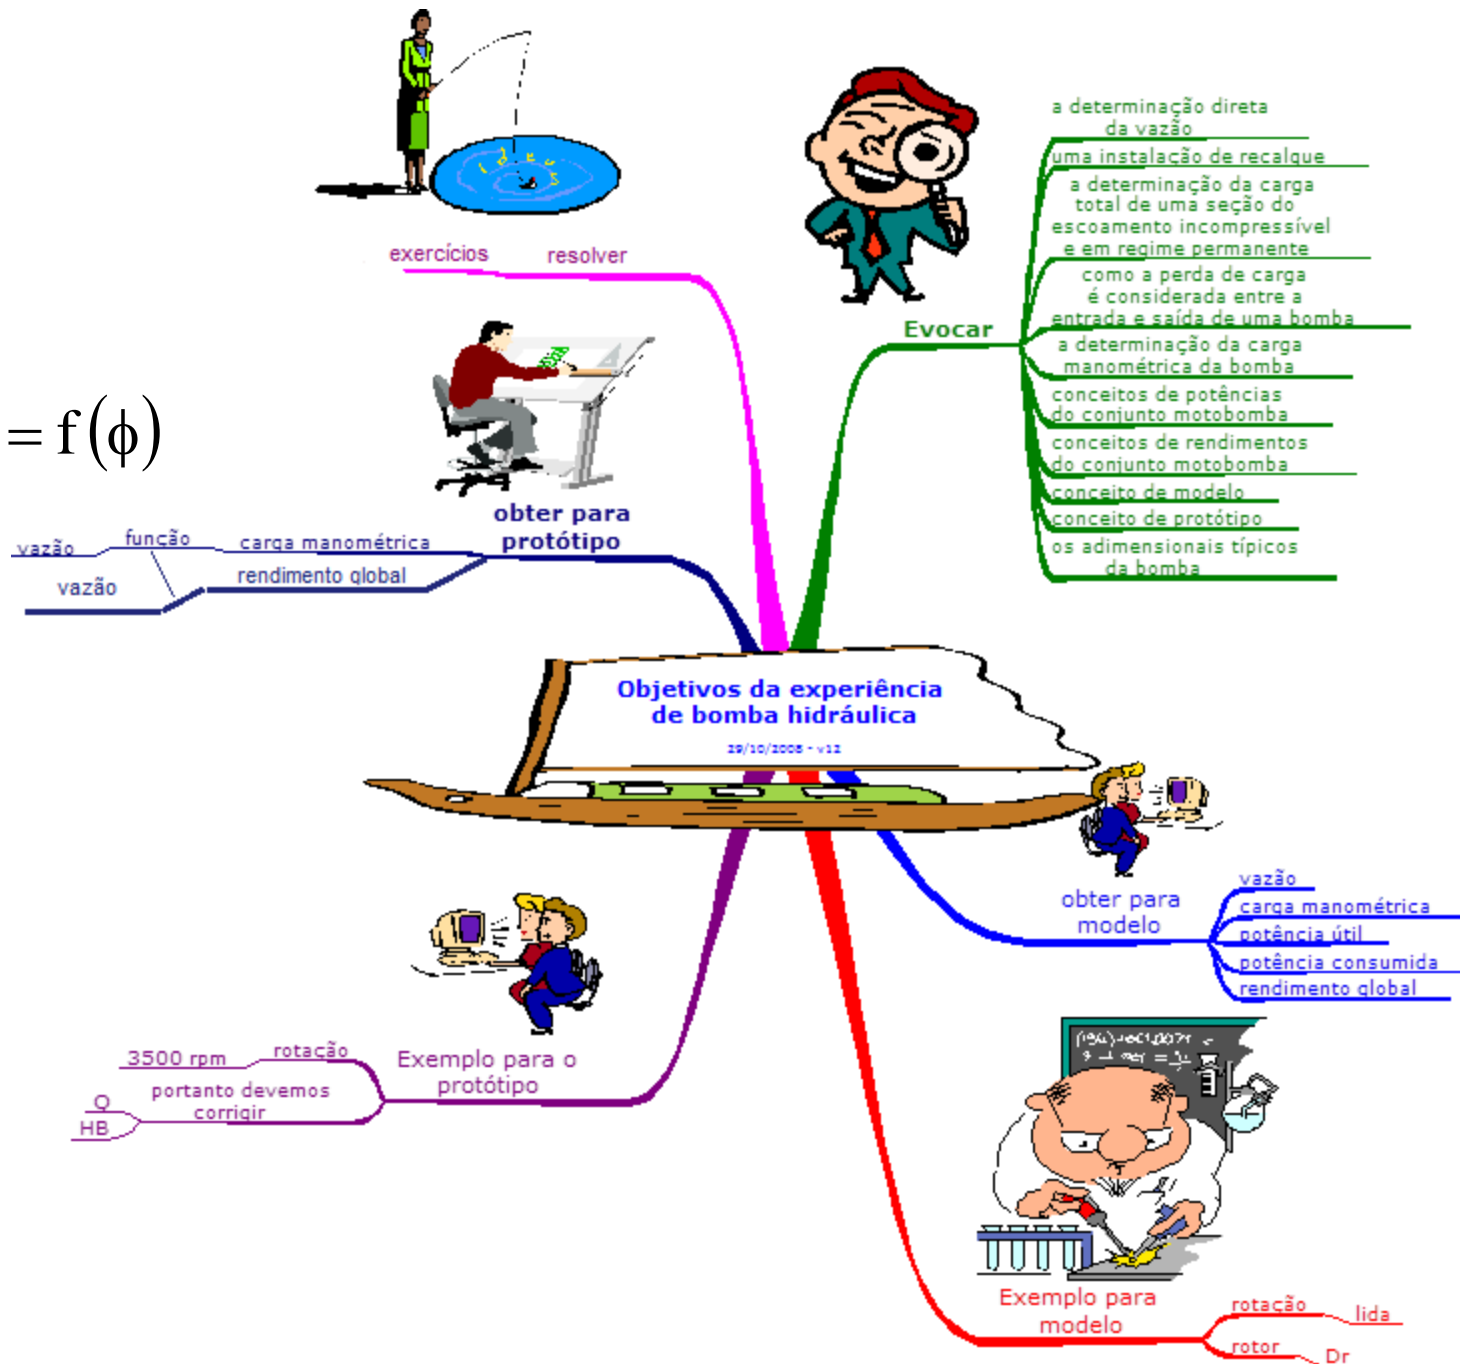 exercícios resolver
= f(ϕ)
obter para
protótipo
carga manométrica
função
vazão
rendimento global
vazão
Evocar
a determinação direta
da vazão
uma instalação de recalque
a determinação da carga
total de uma seção do
escoamento incompressível
e em regime permanente
como a perda de carga
é considerada entre a
entrada e saída de uma bomba
a determinação da carga
manométrica da bomba
conceitos de potências
do conjunto motobomba
conceitos de rendimentos
do conjunto motobomba
conceito de modelo
conceito de protótipo
os adimensionais típicos
da bomba
Objetivos da experiência
de bomba hidráulica
29/10/2008 - v12
obter para
modelo
vazão
carga manométrica
potência útil
potência consumida
rendimento global
Exemplo para o
protótipo
rotação
3500 rpm
portanto devemos
corrigir
Q
HB
Exemplo para
modelo
rotação
lida
rotor
Dr